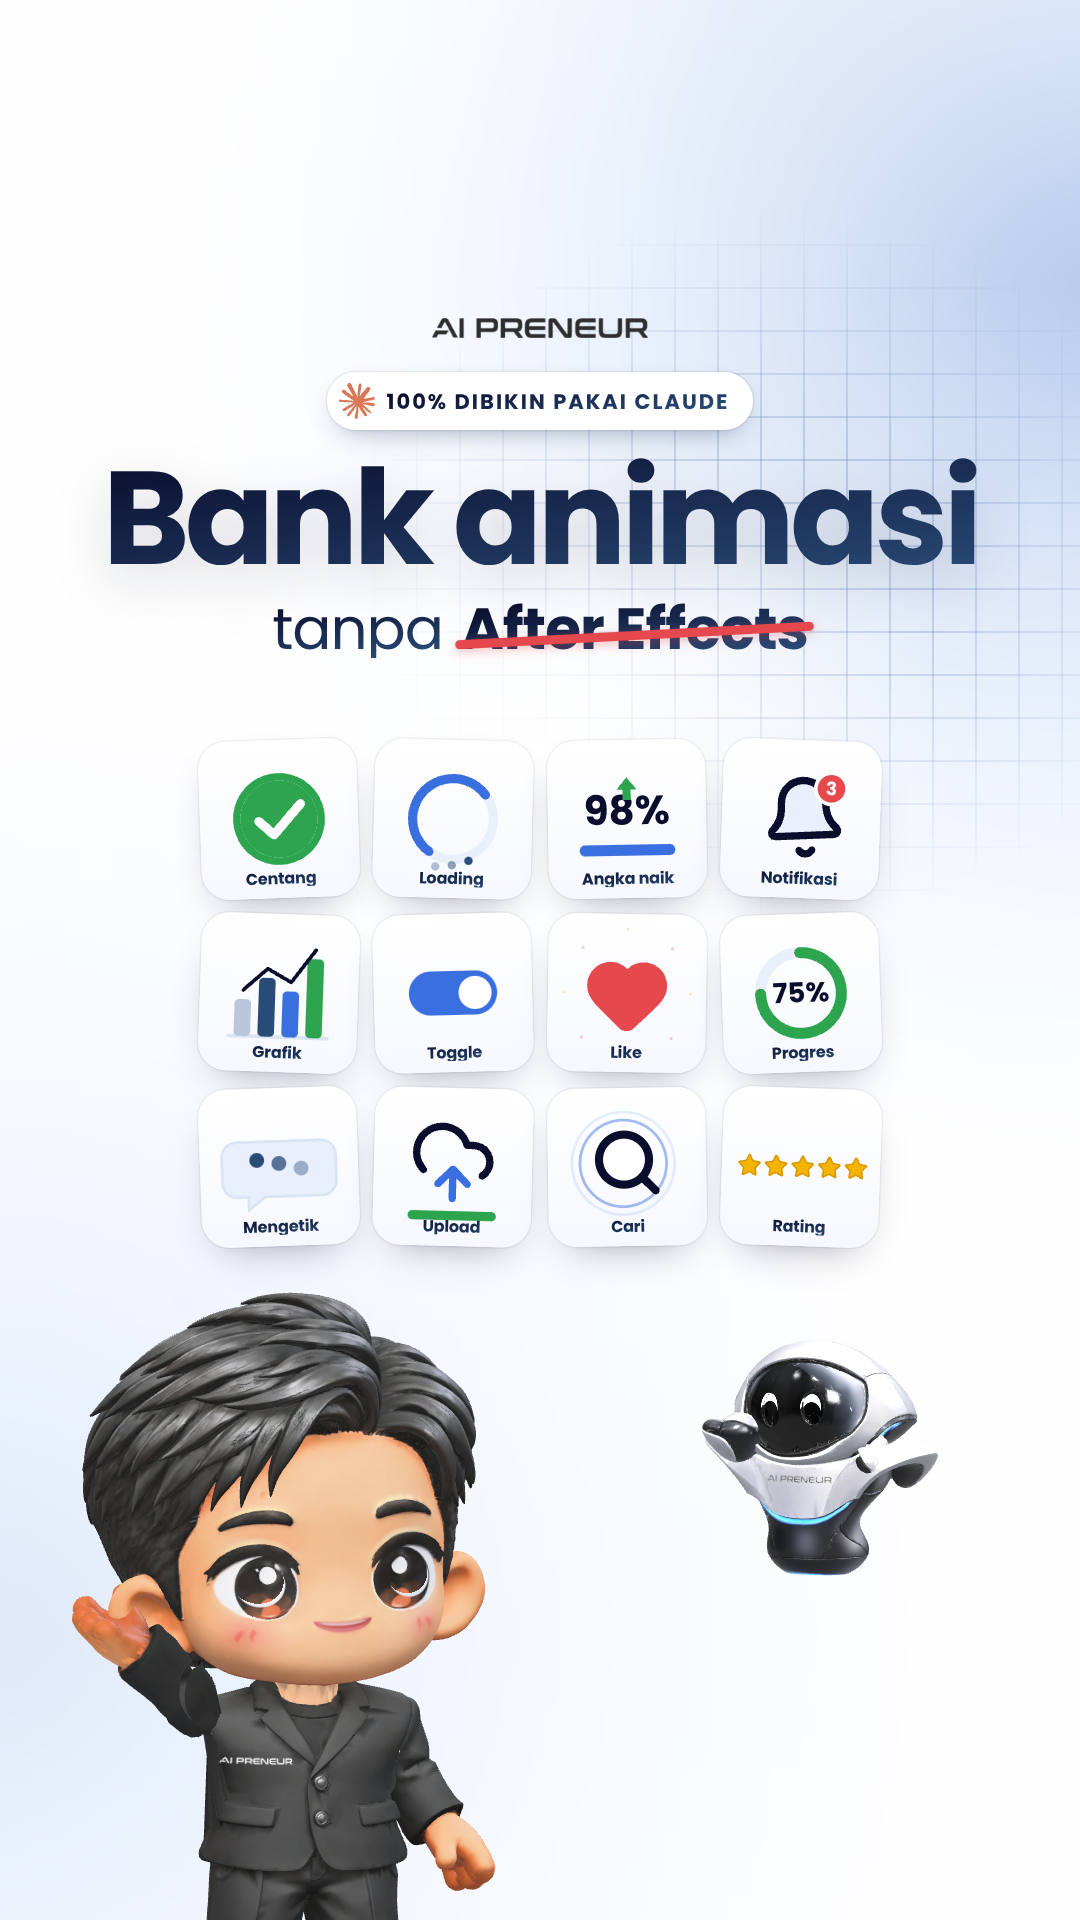 AI PRENEUR
100% DIBIKIN PAKAI CLAUDE
Bank animasi
tanpa After Effects
Centang
Loading
98%
Angka naik
3
Notifikasi
Grafik
Toggle
Like
75%
Progres
Mengetik
Upload
Cari
Rating
AI PRENEUR
AI PRENEUR